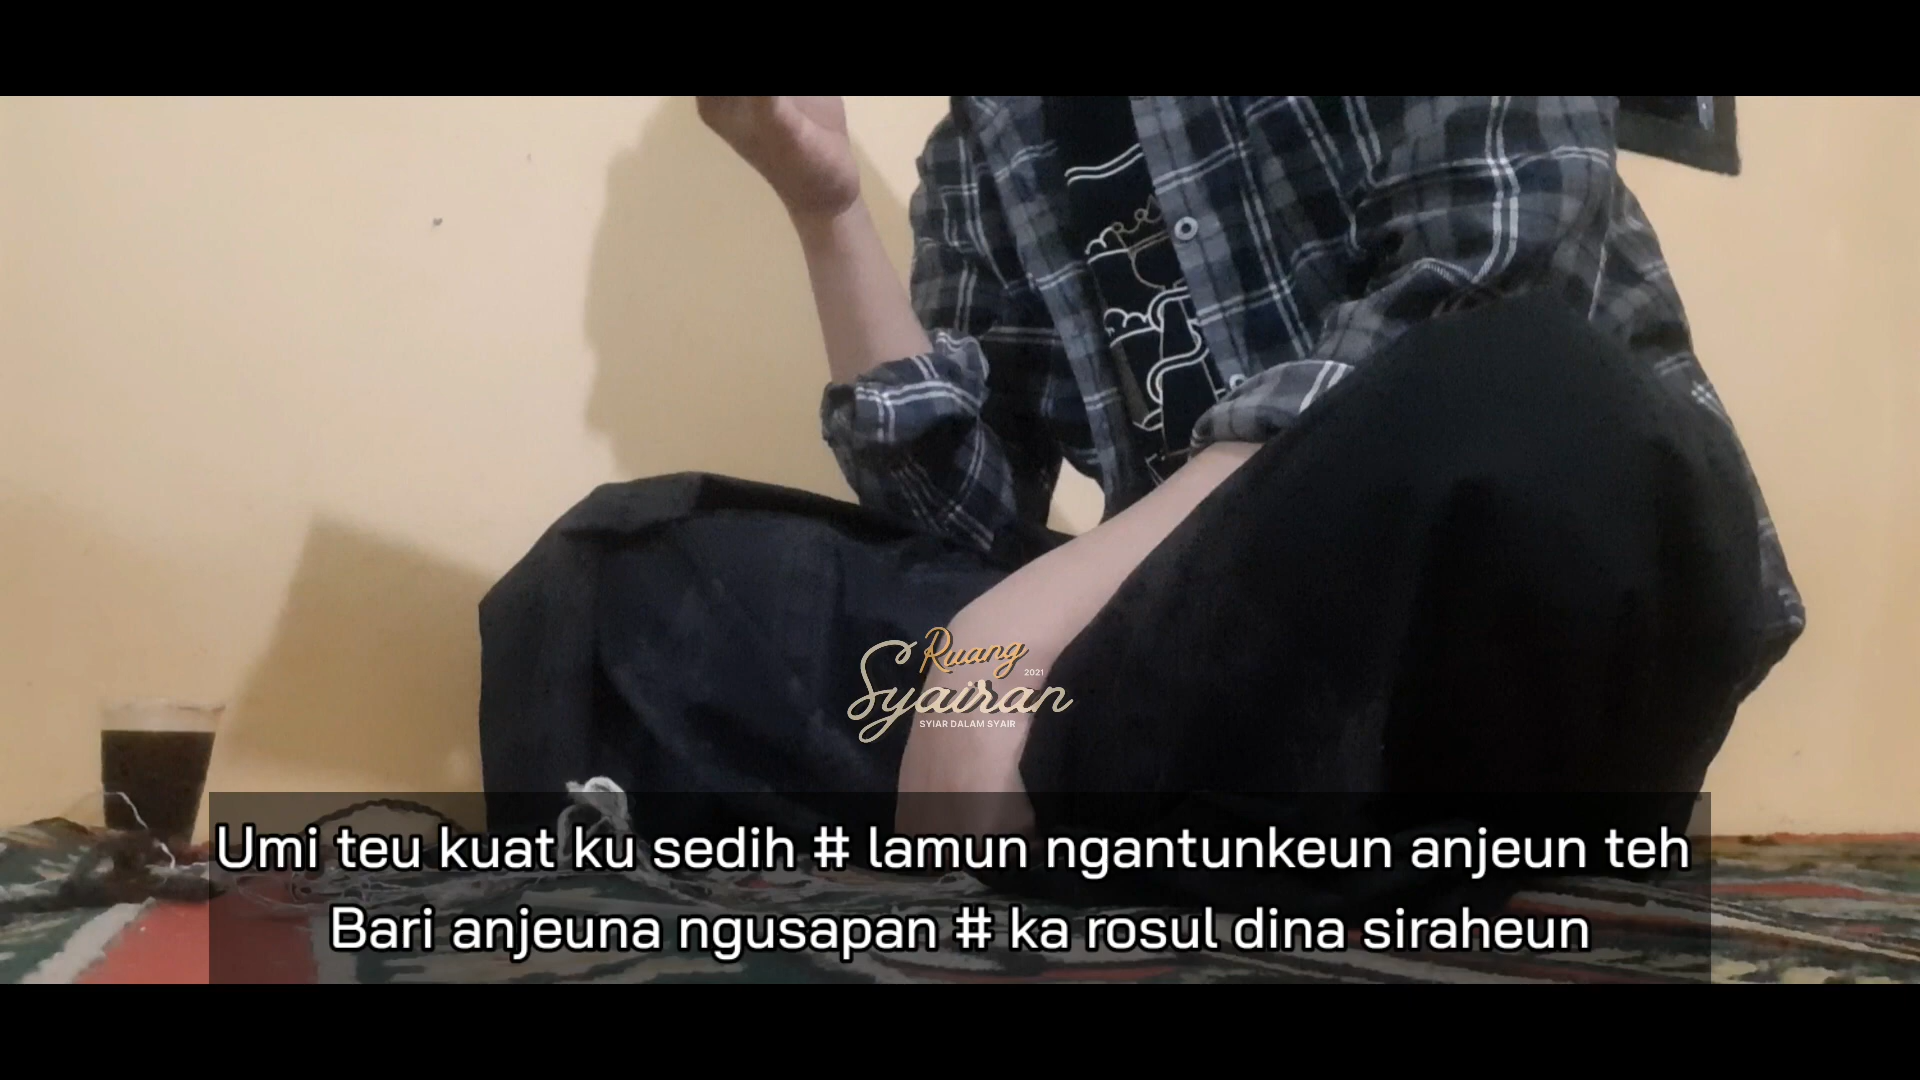 Ruang
2021
Syairan
SYIAR DALAM SYAIR
Umi teu kuat ku sedih # lamun ngantunkeun anjeun teh
Bari anjeuna ngusapan # ka rosul dina siraheun